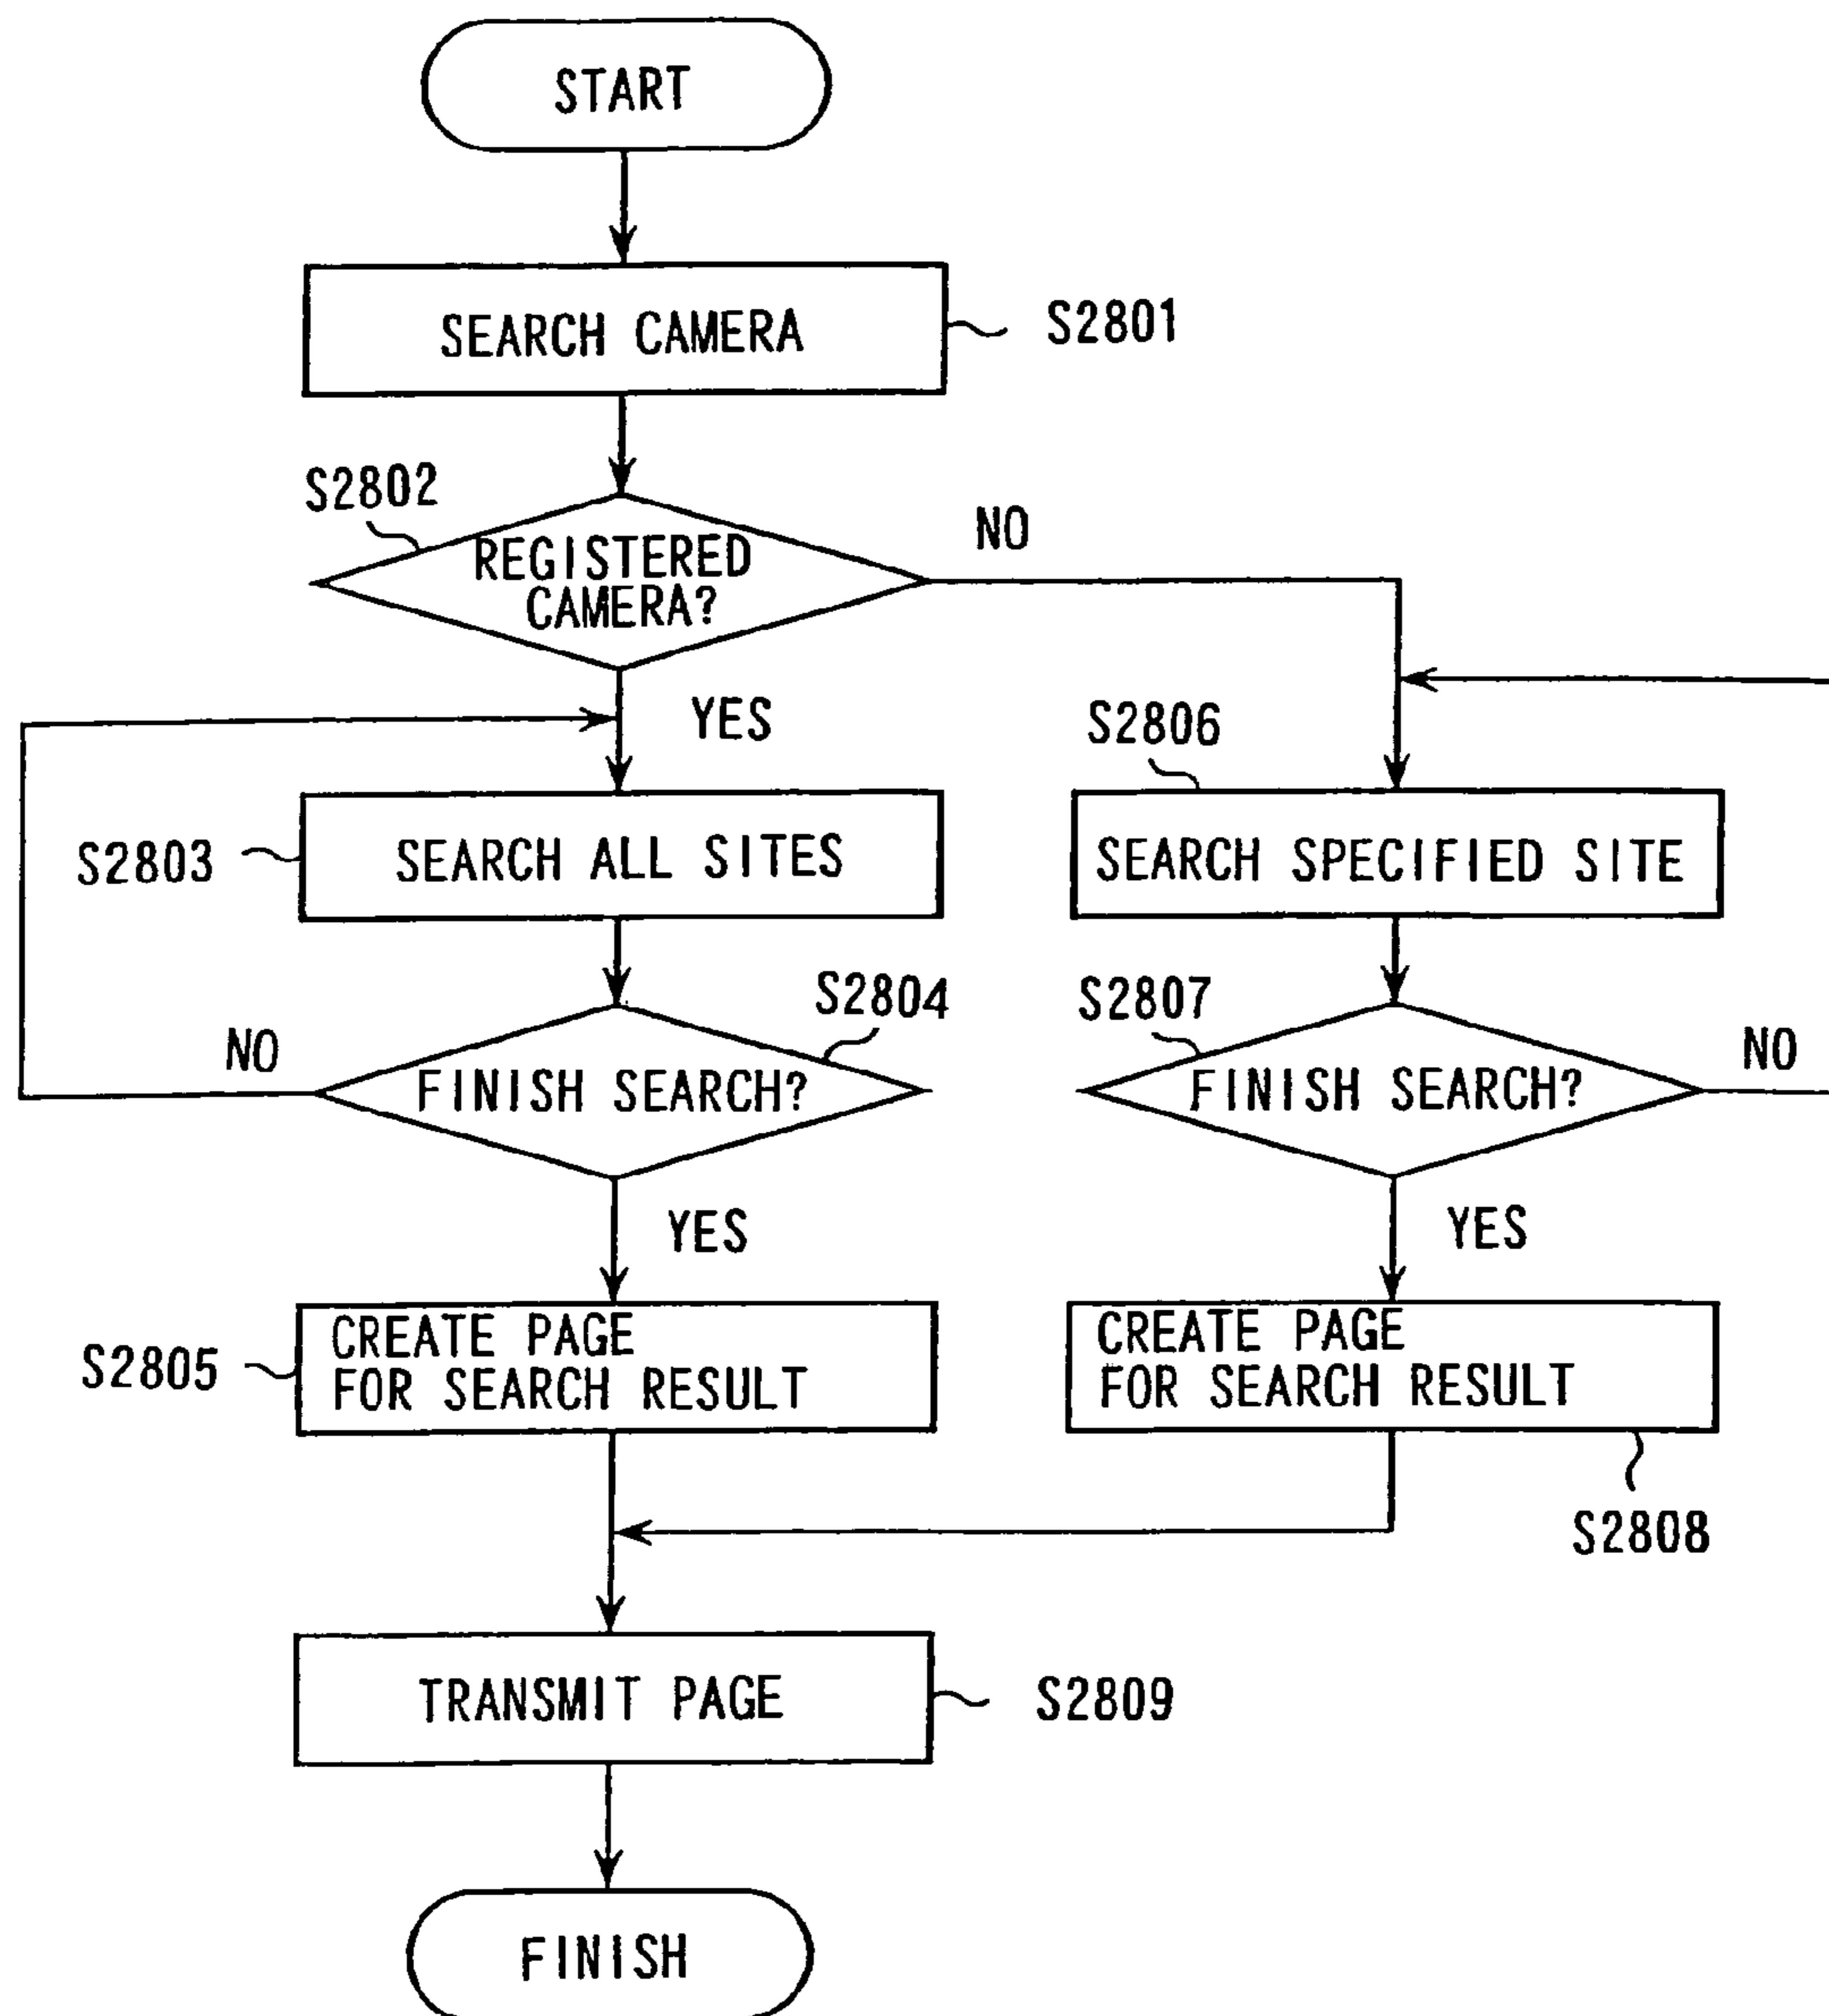 START
SEARCH CAMERA
S2801
S2802
REGISTERED
CAMERA?
NO
YES
S2803
SEARCH ALL SITES
S2806
SEARCH SPECIFIED SITE
S2804
FINISH SEARCH?
NO
YES
S2807
FINISH SEARCH?
NO
YES
S2805
CREATE PAGE
FOR SEARCH RESULT
CREATE PAGE
FOR SEARCH RESULT
S2808
TRANSMIT PAGE
S2809
FINISH